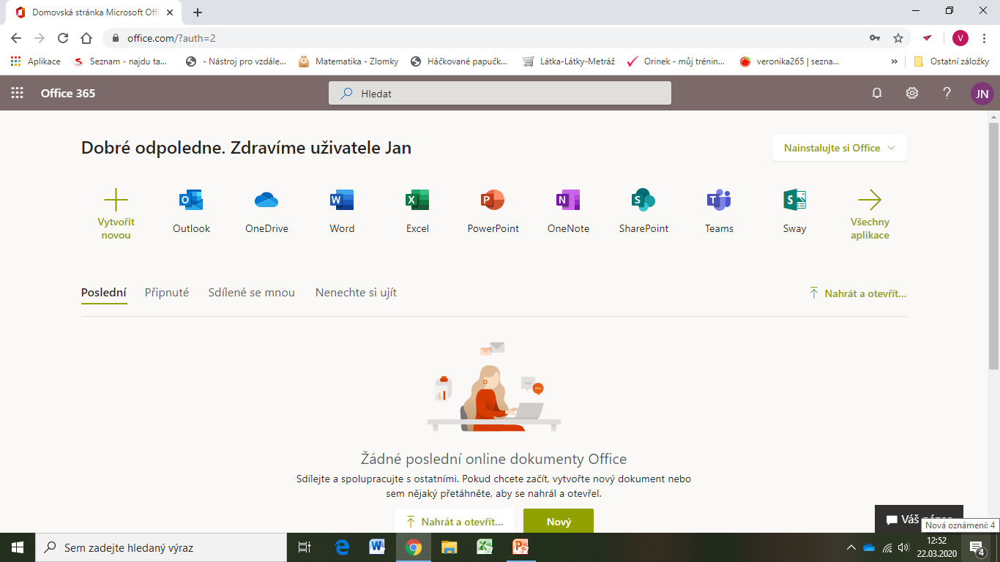 Domovská stránka Microsoft Offi
office.com/?auth=2
V
Aplikace
Seznam - najdu ta...
- Nástroj pro vzdále...
Matematika - Zlomky
Háčkované papučk...
Látka-Látky-Metráž
Orinek - můj trénin...
veronika265 | sezna...
»
Ostatní záložky
Office 365
Hledat
?
JN
Dobré odpoledne. Zdravíme uživatele Jan
Nainstalujte si Office
Vytvořit
novou
Outlook
OneDrive
Word
Excel
PowerPoint
OneNote
SharePoint
Teams
Sway
Všechny
aplikace
Poslední
Připnuté
Sdílené se mnou
Nenechte si ujít
Nahrát a otevřít...
Žádné poslední online dokumenty Office
Sdílejte a spolupracujte s ostatními. Pokud chcete začít, vytvořte nový dokument nebo
sem nějaký přetáhněte, aby se nahrál a otevřel.
Nahrát a otevřít...
Nový
Váš
Nová oznámení: 4
Sem zadejte hledaný výraz
12:52
22.03.2020
4